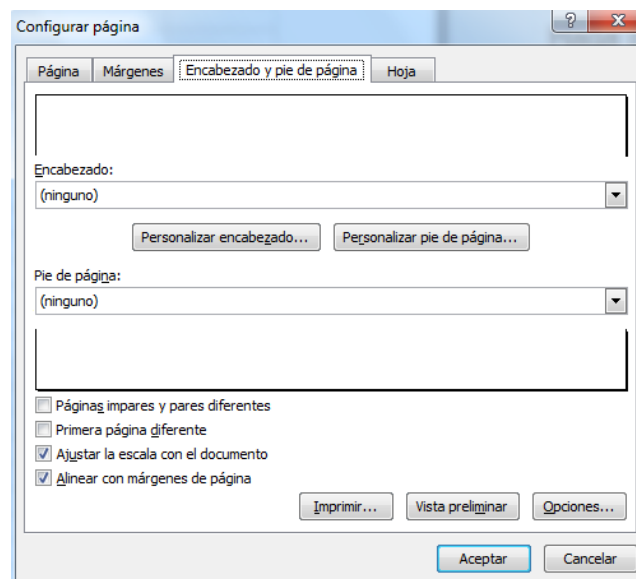 Configurar página
Página Márgenes Encabezado y pie de página Hoja
Encabezado:
(ninguno)
Personalizar encabezado... Personalizar pie de página...
Pie de página:
(ninguno)
Páginas impares y pares diferentes
Primera página diferente
Ajustar la escala con el documento
Alinear con márgenes de página
Imprimir... Vista preliminar Opciones...
Aceptar Cancelar